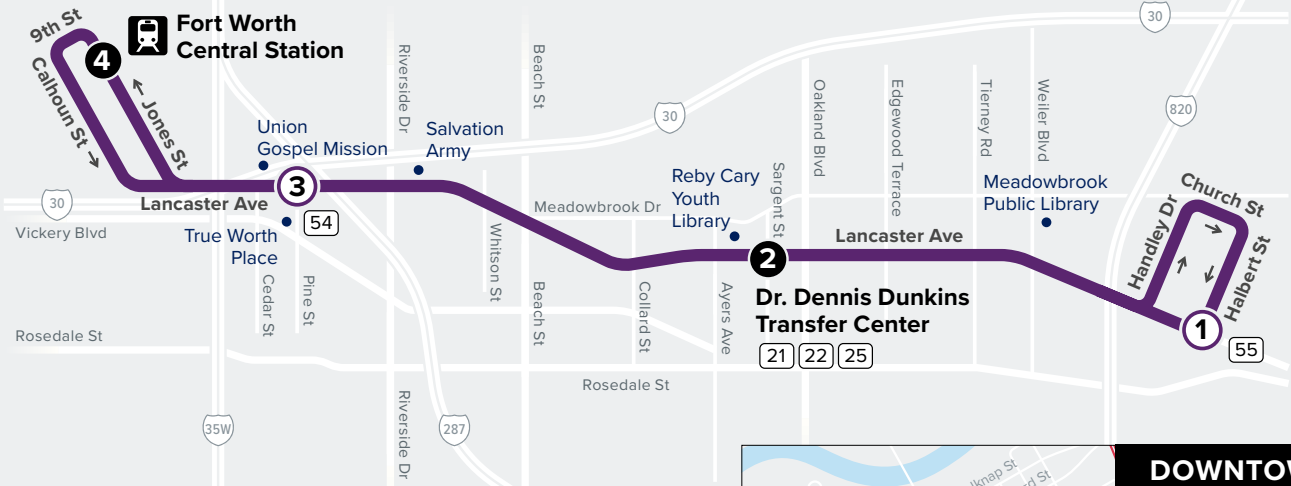 9th St
4
Fort Worth
Central Station
Calhoun St
Jones St
Union
Gospel Mission
Salvation
Army
Riverside Dr
Beach St
30
30
820
Oakland Blvd
Edgewood Terrace
Tierney Rd
Weiler Blvd
Reby Cary
Youth
Library
Sargent St
Meadowbrook
Public Library
Church St
Handley Dr
Halbert St
3
30
Lancaster Ave
54
Vickery Blvd
True Worth
Place
Meadowbrook Dr
Lancaster Ave
Whitson St
2
Dr. Dennis Dunkins
Transfer Center
21 22 25
1
55
Cedar St
Pine St
Beach St
Collard St
Ayers Ave
Rosedale St
Rosedale St
35W
Riverside Dr
287
DOWNTOW